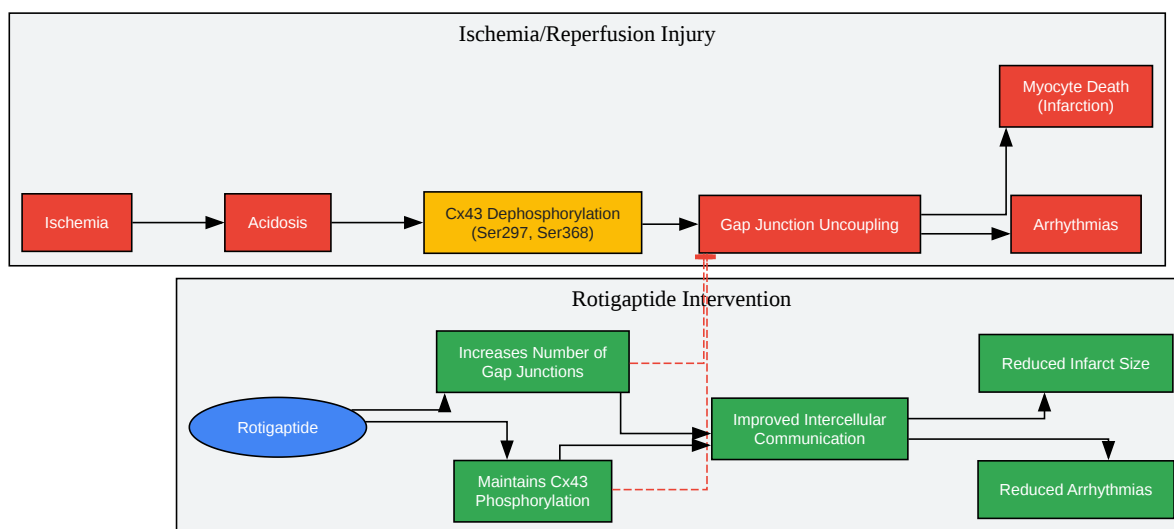 Ischemia/Reperfusion Injury
Myocyte Death
(Infarction)
Ischemia
Acidosis
Cx43 Dephosphorylation
(Ser297, Ser368)
Gap Junction Uncoupling
Arrhythmias
Rotigaptide Intervention
Increases Number of
Gap Junctions
Reduced Infarct Size
Rotigaptide
Improved Intercellular
Communication
Maintains Cx43
Phosphorylation
Reduced Arrhythmias